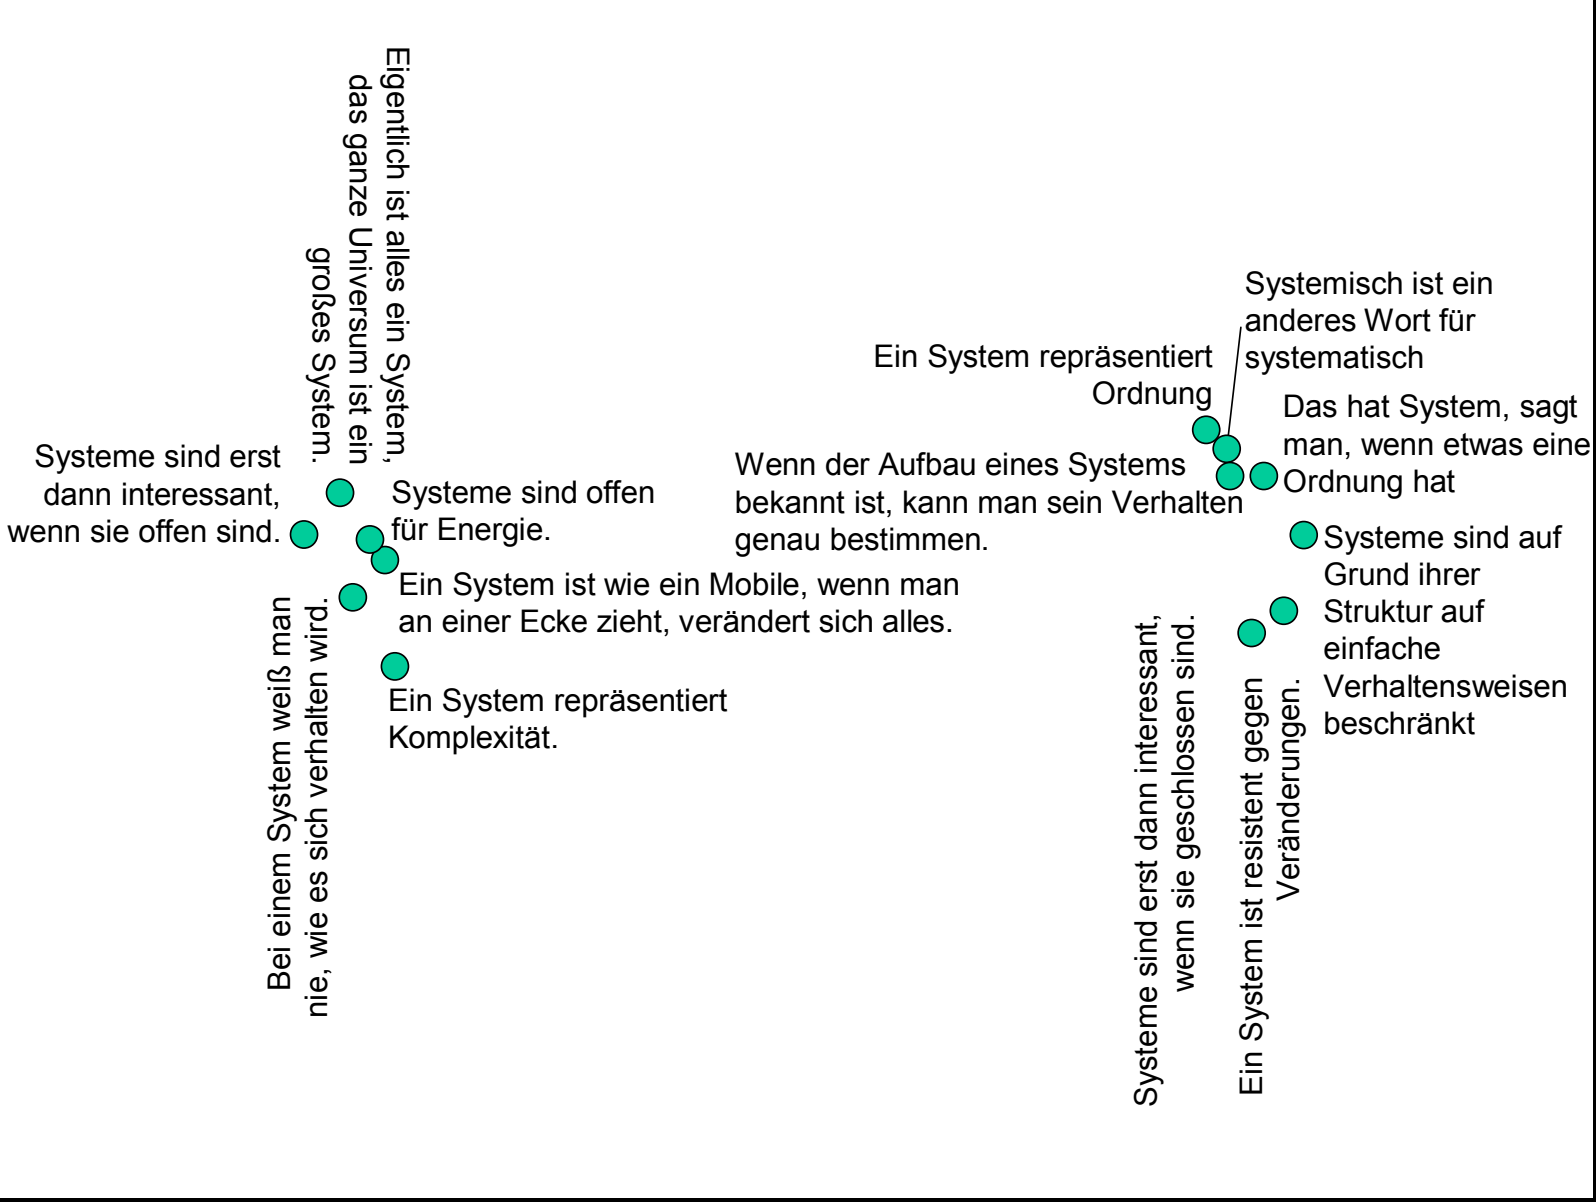 Eigentlich ist alles ein System,
das ganze Universum ist ein
großes System.
Systeme sind erst
dann interessant,
wenn sie offen sind.
Systeme sind offen
für Energie.
Ein System ist wie ein Mobile, wenn man
an einer Ecke zieht, verändert sich alles.
Bei einem System weiß man
nie, wie es sich verhalten wird.
Ein System repräsentiert
Komplexität.
Systemisch ist ein
anderes Wort für
systematisch
Ein System repräsentiert
Ordnung
Das hat System, sagt
man, wenn etwas eine
Ordnung hat
Wenn der Aufbau eines Systems
bekannt ist, kann man sein Verhalten
genau bestimmen.
Systeme sind auf
Grund ihrer
Struktur auf
einfache
Verhaltensweisen
beschränkt
Systeme sind erst dann interessant,
wenn sie geschlossen sind.
Ein System ist resistent gegen
Veränderungen.